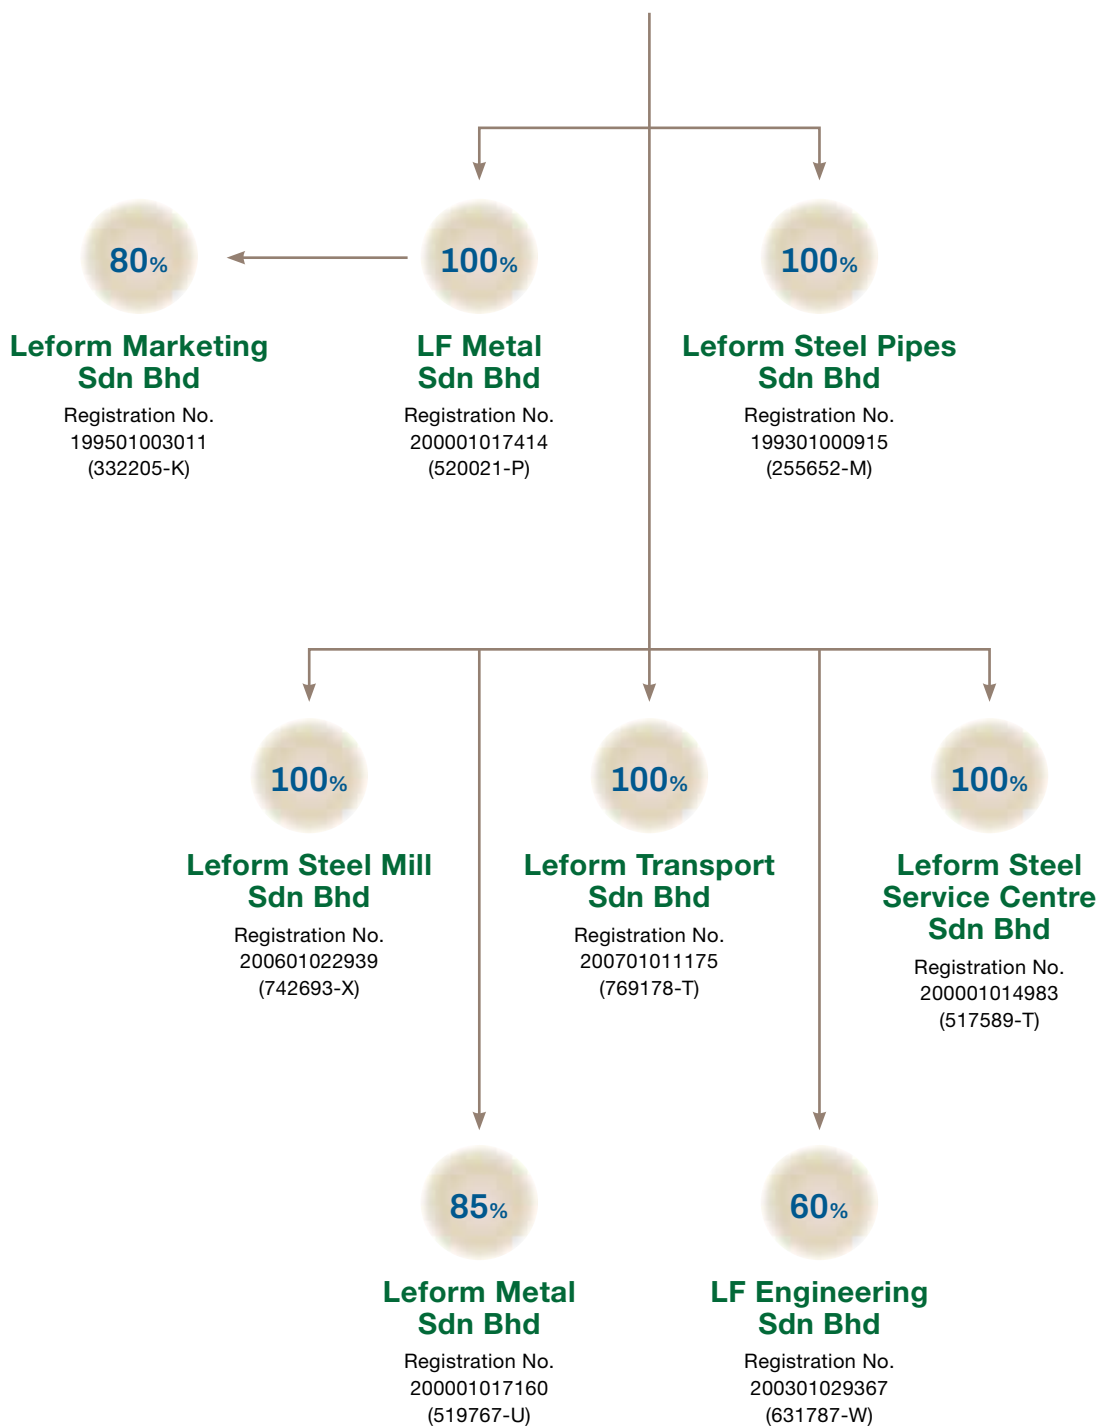 80%
Leform Marketing
Sdn Bhd
Registration No.
199501003011
(332205-K)
100%
LF Metal
Sdn Bhd
Registration No.
200001017414
(520021-P)
100%
Leform Steel Pipes
Sdn Bhd
Registration No.
199301000915
(255652-M)
100%
Leform Steel Mill
Sdn Bhd
Registration No.
200601022939
(742693-X)
100%
Leform Transport
Sdn Bhd
Registration No.
200701011175
(769178-T)
100%
Leform Steel
Service Centre
Sdn Bhd
Registration No.
200001014983
(517589-T)
85%
Leform Metal
Sdn Bhd
Registration No.
200001017160
(519767-U)
60%
LF Engineering
Sdn Bhd
Registration No.
200301029367
(631787-W)